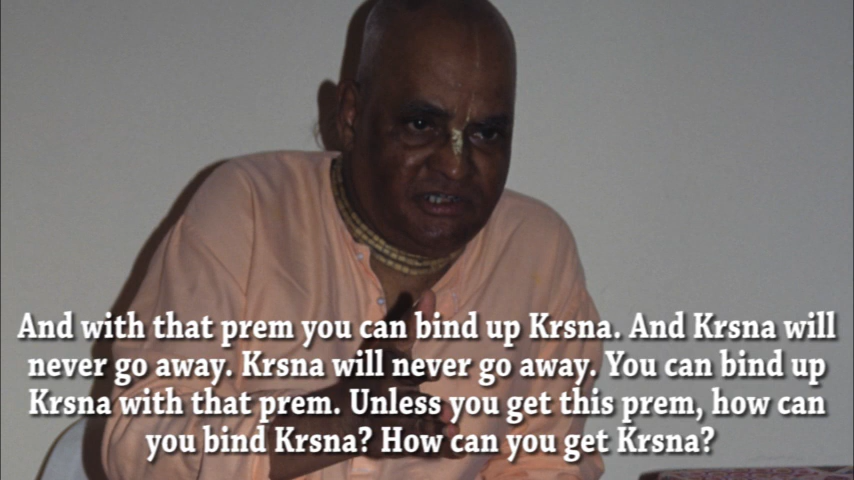 And with that prem you can bind up Krsna. And Krsna will
never go away. Krsna will never go away. You can bind up
Krsna with that prem. Unless you get this prem, how can
you bind Krsna? How can you get Krsna?